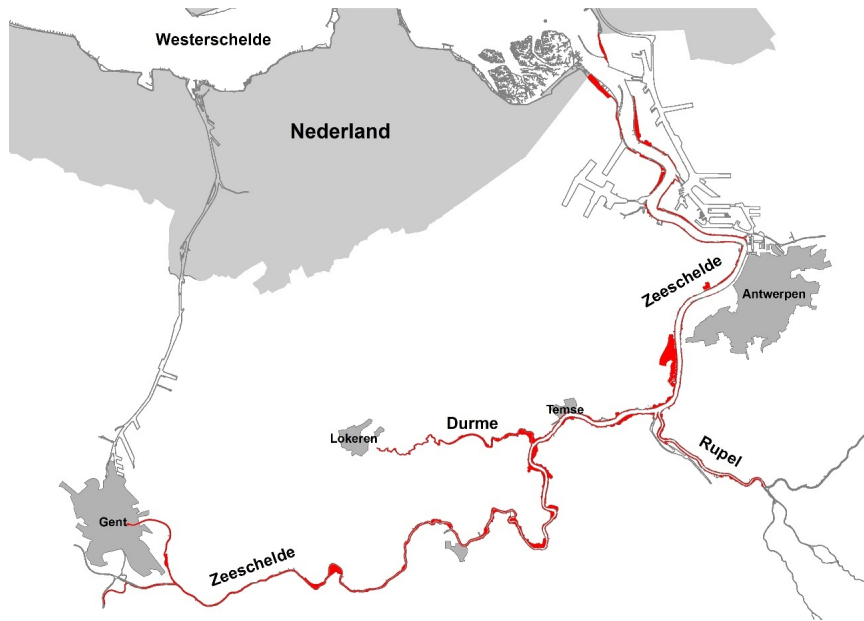 Westerschelde
Nederland
Zeeschelde
Antwerpen
Temse
Durme
Lokeren
Rupel
Gent
Zeeschelde